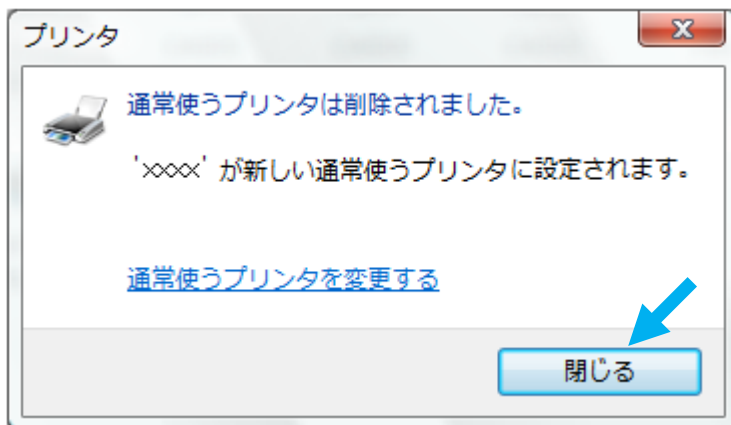 プリンタ
通常使うプリンタは削除されました。
'xxxx' が新しい通常使うプリンタに設定されます。
通常使うプリンタを変更する
閉じる